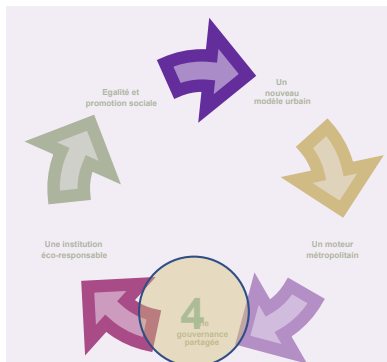 Egalité et
promotion sociale
Un
nouveau
modèle urbain
Une institution
éco-responsable
Un moteur
métropolitain
4
gouvernance
partagée